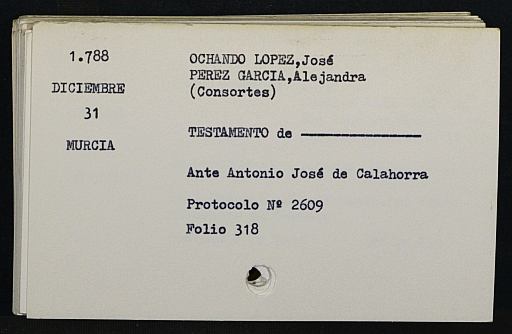 1.788
DICIEMBRE
31
MURCIA
OCHANDO LOPEZ,José
PEREZ GARCIA,Alejandra
(Consortes)
TESTAMENTO de ————————
Ante Antonio José de Calahorra
Protocolo Nº 2609
Folio 318